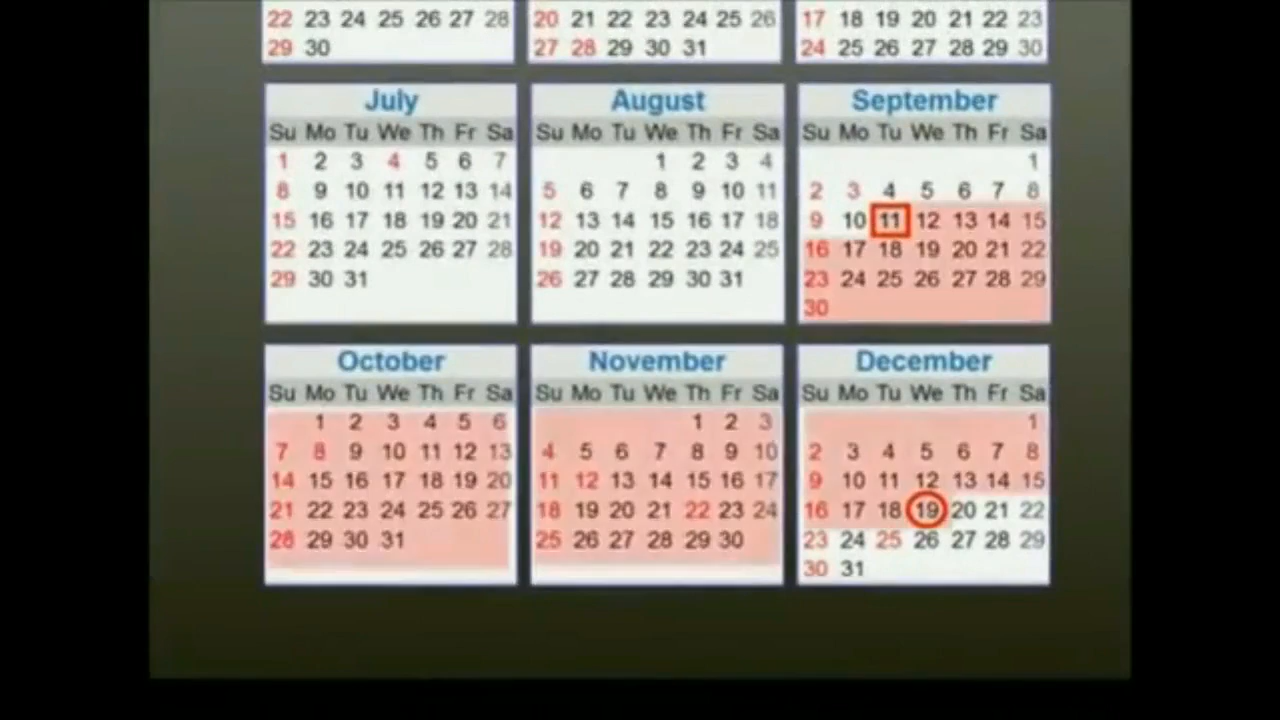 22 23 24 25 26 27 28
29 30
20 21 22 23 24 25 26
27 28 29 30 31
17 18 19 20 21 22 23
24 25 26 27 28 29 30
July
Su Mo Tu We Th Fr Sa
1 2 3 4 5 6 7
8 9 10 11 12 13 14
15 16 17 18 19 20 21
22 23 24 25 26 27 28
29 30 31
August
Su Mo Tu We Th Fr Sa
1 2 3 4
5 6 7 8 9 10 11
12 13 14 15 16 17 18
19 20 21 22 23 24 25
26 27 28 29 30 31
September
Su Mo Tu We Th Fr Sa
1
2 3 4 5 6 7 8
9 10 11 12 13 14 15
16 17 18 19 20 21 22
23 24 25 26 27 28 29
30
October
Su Mo Tu We Th Fr Sa
1 2 3 4 5 6
7 8 9 10 11 12 13
14 15 16 17 18 19 20
21 22 23 24 25 26 27
28 29 30 31
November
Su Mo Tu We Th Fr Sa
1 2 3
4 5 6 7 8 9 10
11 12 13 14 15 16 17
18 19 20 21 22 23 24
25 26 27 28 29 30
December
Su Mo Tu We Th Fr Sa
1
2 3 4 5 6 7 8
9 10 11 12 13 14 15
16 17 18 19 20 21 22
23 24 25 26 27 28 29
30 31